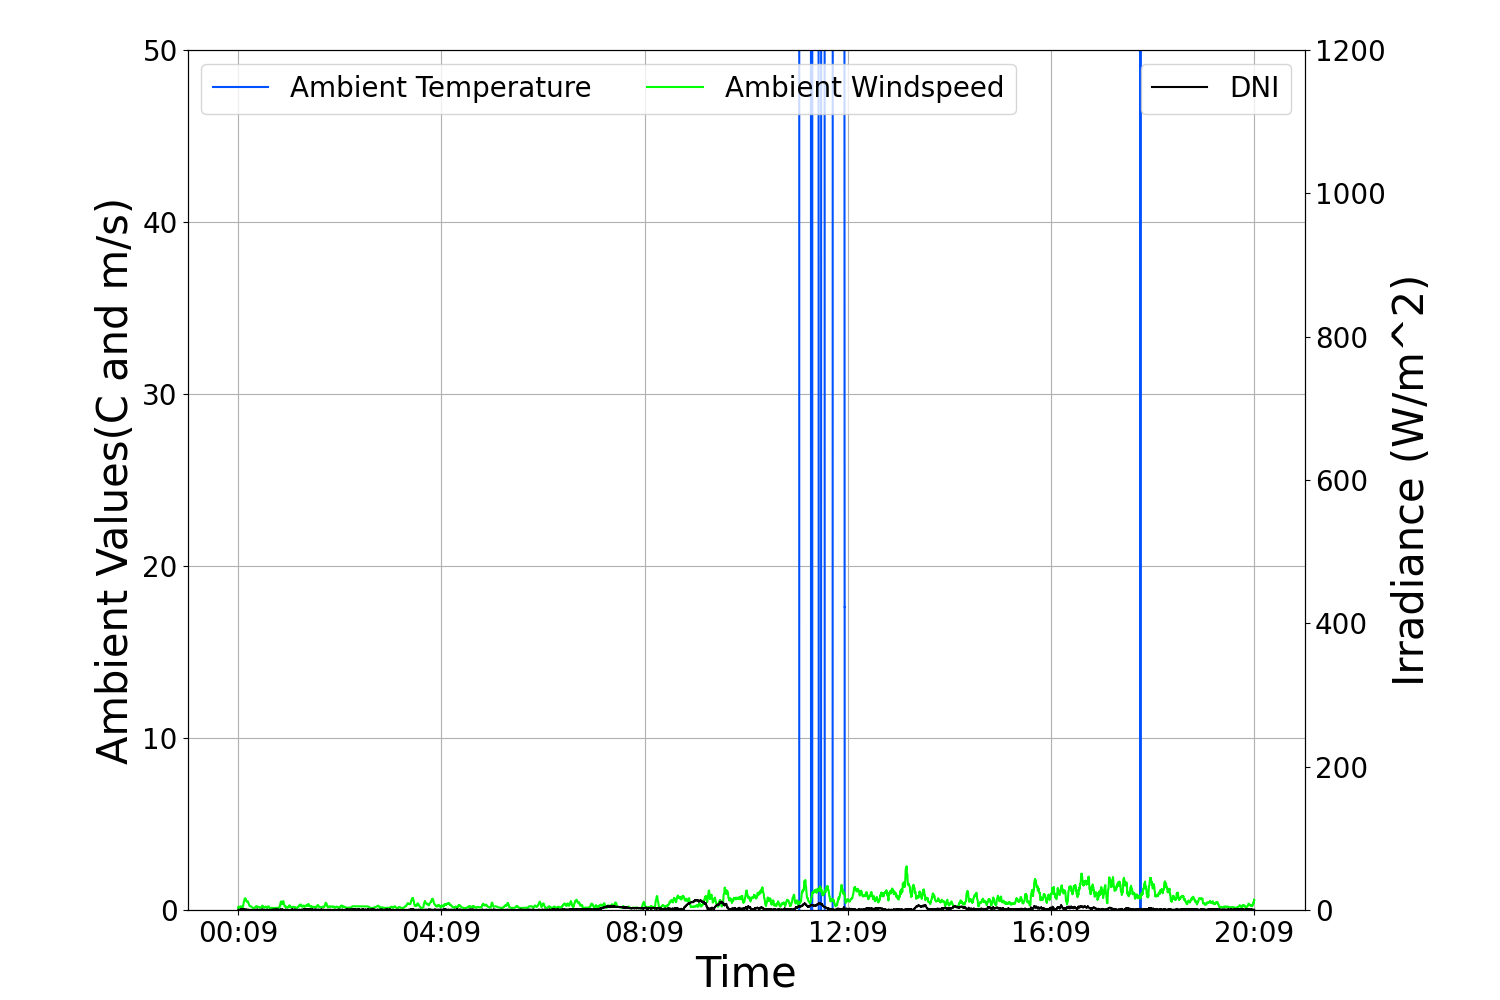 Ambient Temperature
Ambient Windspeed
DNI
50
40
30
20
10
0
Ambient Values(C and m/s)
1200
1000
800
600
400
200
0
Irradiance (W/m^2)
00:09 04:09 08:09 12:09 16:09 20:09
Time